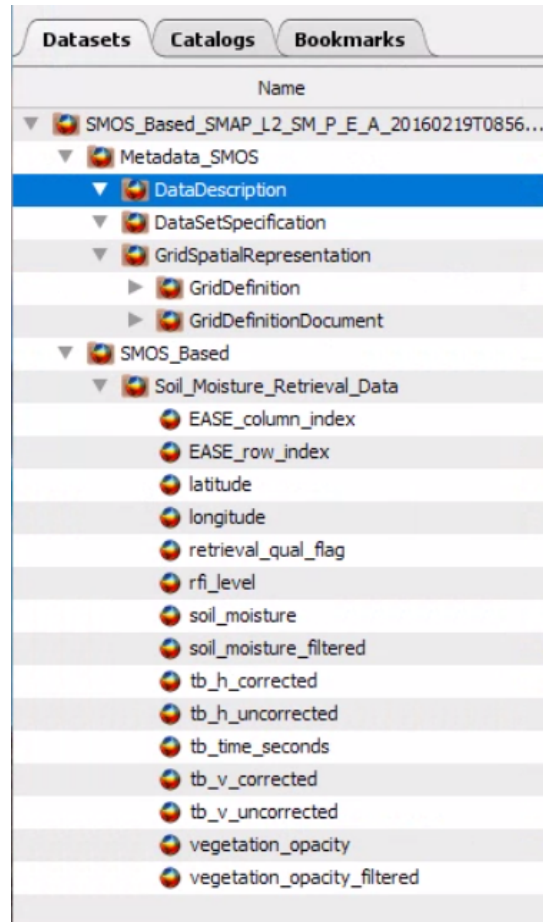 Datasets Catalogs Bookmarks
Name
SMOS_Based_SMAP_L2_SM_P_E_A_20160219T0856...
Metadata_SMOS
DataDescription
DataSetSpecification
GridSpatialRepresentation
GridDefinition
GridDefinitionDocument
SMOS_Based
Soil_Moisture_Retrieval_Data
EASE_column_index
EASE_row_index
latitude
longitude
retrieval_qual_flag
rfi_level
soil_moisture
soil_moisture_filtered
tb_h_corrected
tb_h_uncorrected
tb_time_seconds
tb_v_corrected
tb_v_uncorrected
vegetation_opacity
vegetation_opacity_filtered